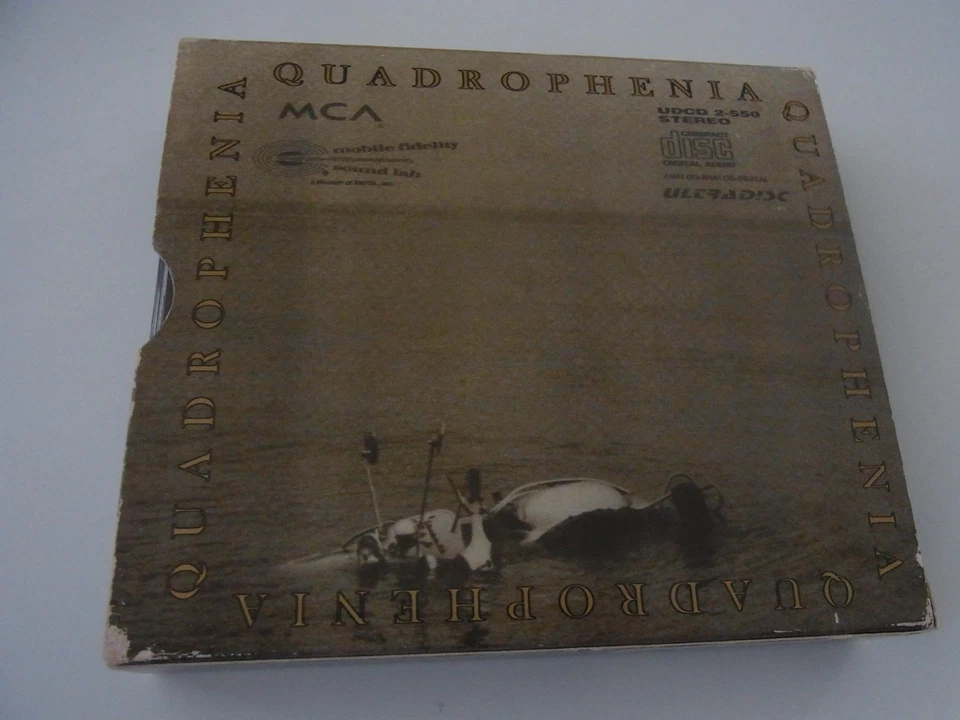 QUADROPHENIA
MCA
mobile fidelity
sound lab
UDCD 2-550
STEREO
COMPACT
disc
DIGITAL AUDIO
ULTRADISC
QUADROPHENIA
QUADROPHENIA
QUADROPHENIA